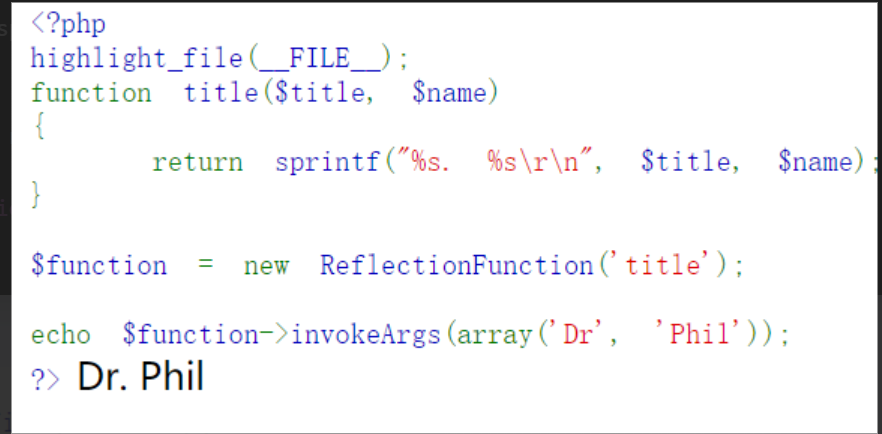 <?php
highlight_file(__FILE__);
function title($title, $name)
{
    return sprintf("%s. %s\r\n", $title, $name);
}
$function = new ReflectionFunction('title');
echo $function->invokeArgs(array('Dr', 'Phil'));
?> Dr. Phil